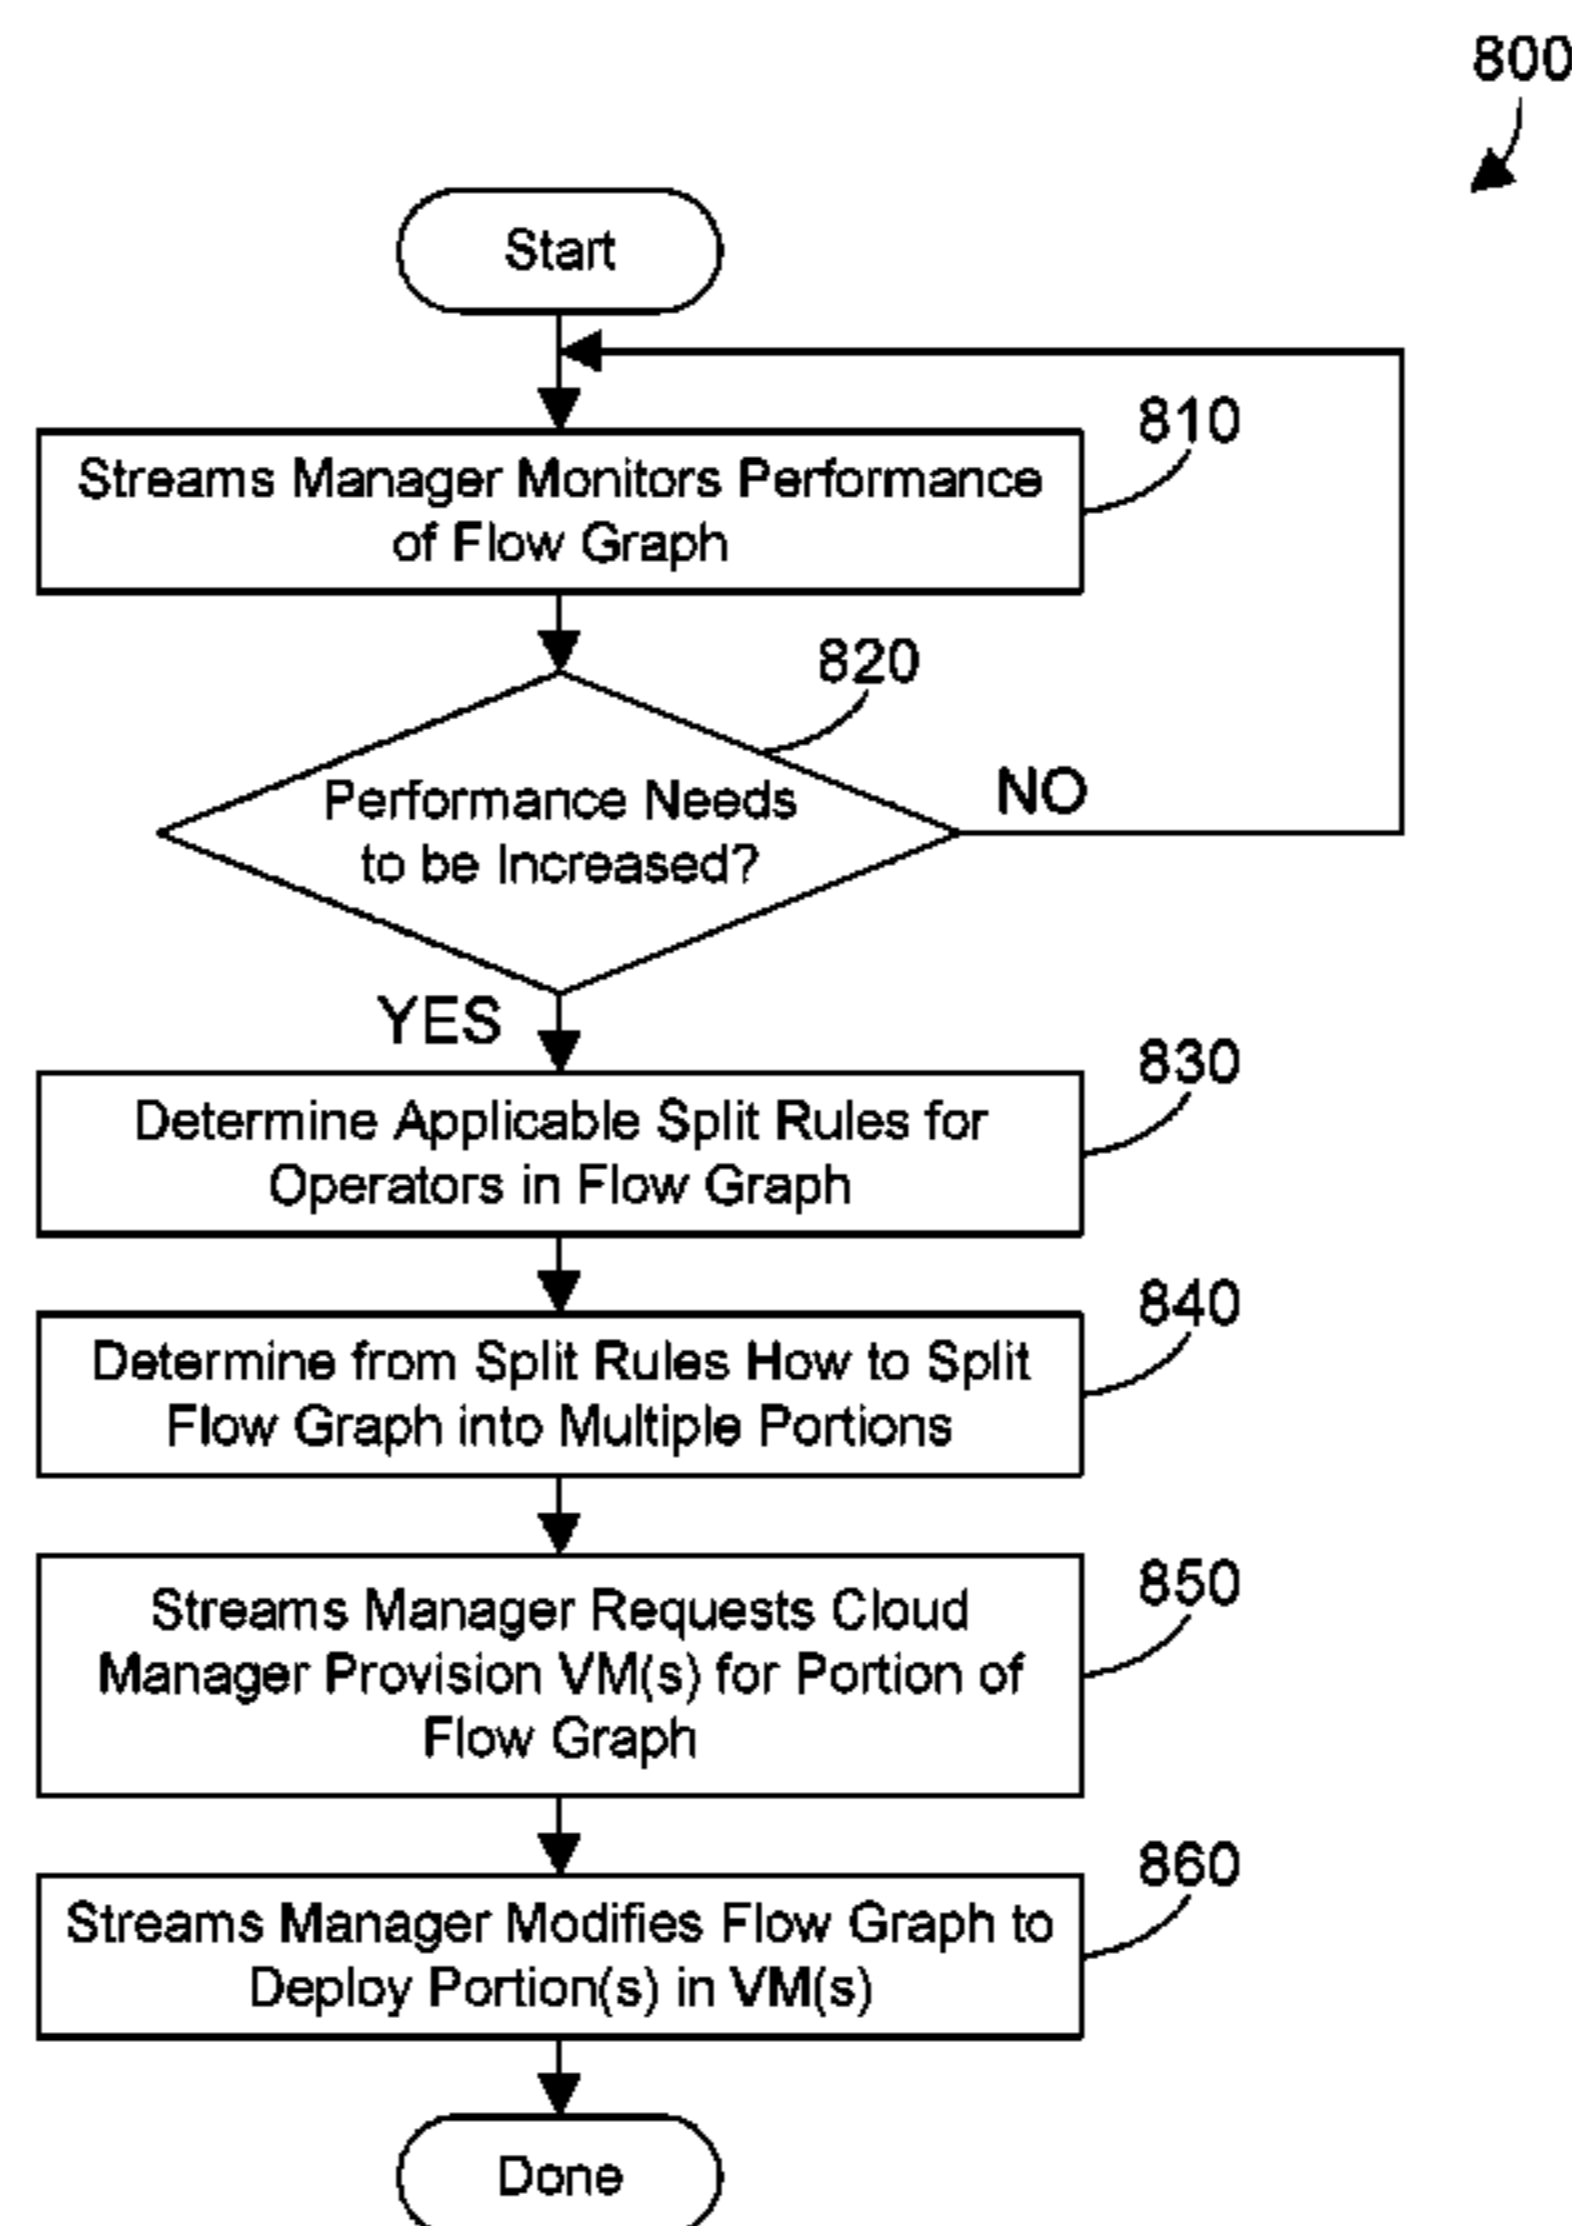 800
Start
810
Streams Manager Monitors Performance
of Flow Graph
820
Performance Needs
to be Increased?
NO
YES
830
Determine Applicable Split Rules for
Operators in Flow Graph
840
Determine from Split Rules How to Split
Flow Graph into Multiple Portions
850
Streams Manager Requests Cloud
Manager Provision VM(s) for Portion of
Flow Graph
860
Streams Manager Modifies Flow Graph to
Deploy Portion(s) in VM(s)
Done